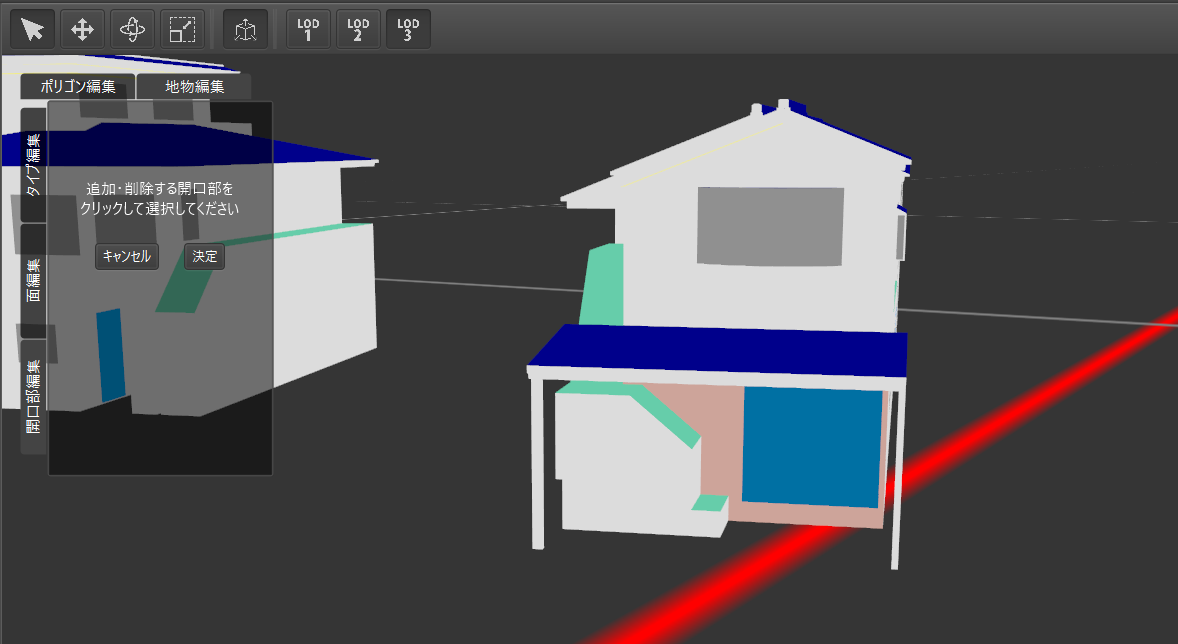 LOD
1
LOD
2
LOD
3
ポリゴン編集
地物編集
タイプ編集
面編集
開口部編集
追加・削除する開口部を
クリックして選択してください
キャンセル
決定